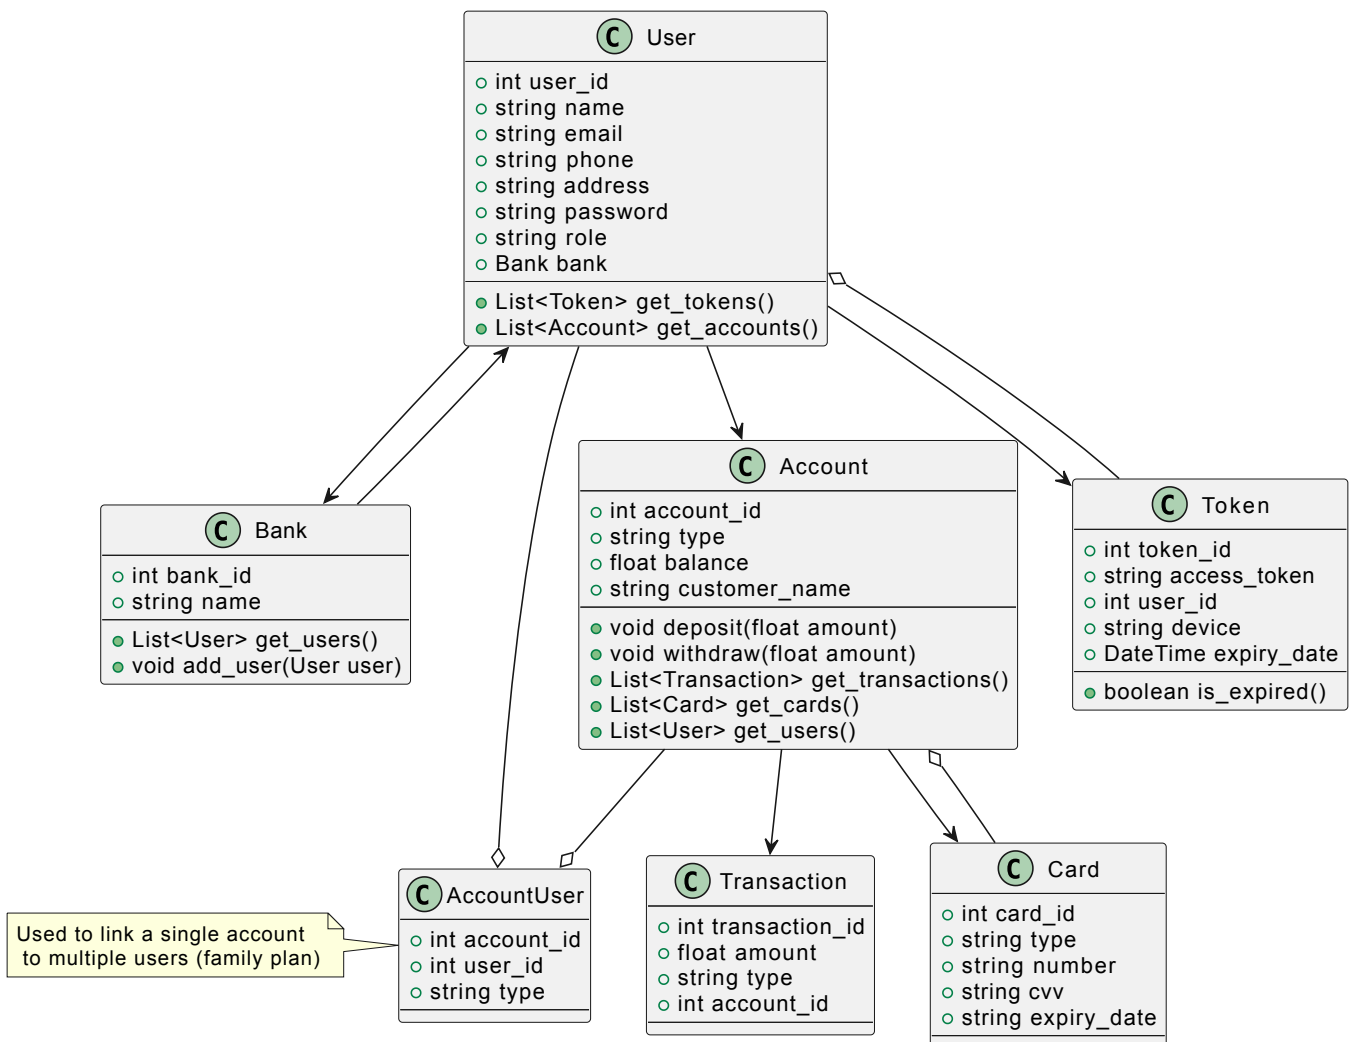 C User
int user_id
string name
string email
string phone
string address
string password
string role
Bank bank
List<Token> get_tokens()
List<Account> get_accounts()
C Bank
int bank_id
string name
List<User> get_users()
void add_user(User user)
C Account
int account_id
string type
float balance
string customer_name
void deposit(float amount)
void withdraw(float amount)
List<Transaction> get_transactions()
List<Card> get_cards()
List<User> get_users()
C Token
int token_id
string access_token
int user_id
string device
DateTime expiry_date
boolean is_expired()
Used to link a single account
to multiple users (family plan)
C AccountUser
int account_id
int user_id
string type
C Transaction
int transaction_id
float amount
string type
int account_id
C Card
int card_id
string type
string number
string cvv
string expiry_date